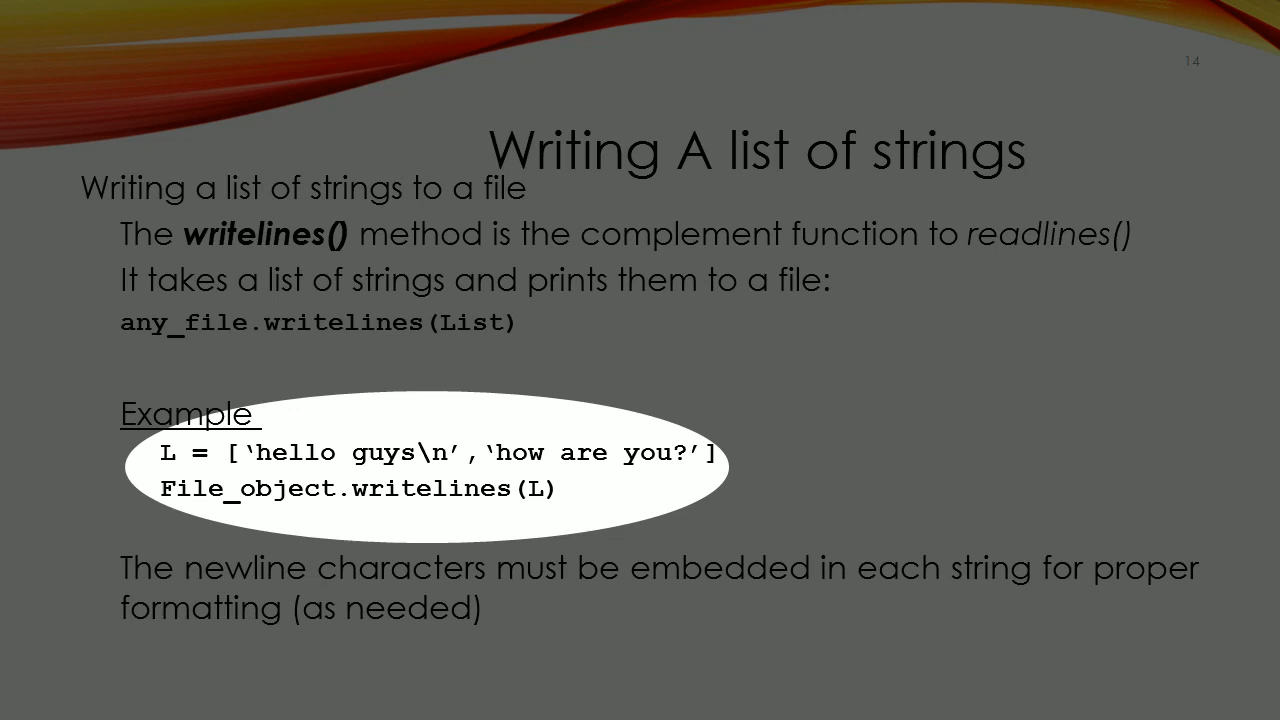 14
Writing A list of strings
Writing a list of strings to a file
The writelines() method is the complement function to readlines()
It takes a list of strings and prints them to a file:
any_file.writelines(List)
Example
L = [‘hello guys\n’,‘how are you?’]
File_object.writelines(L)
The newline characters must be embedded in each string for proper
formatting (as needed)